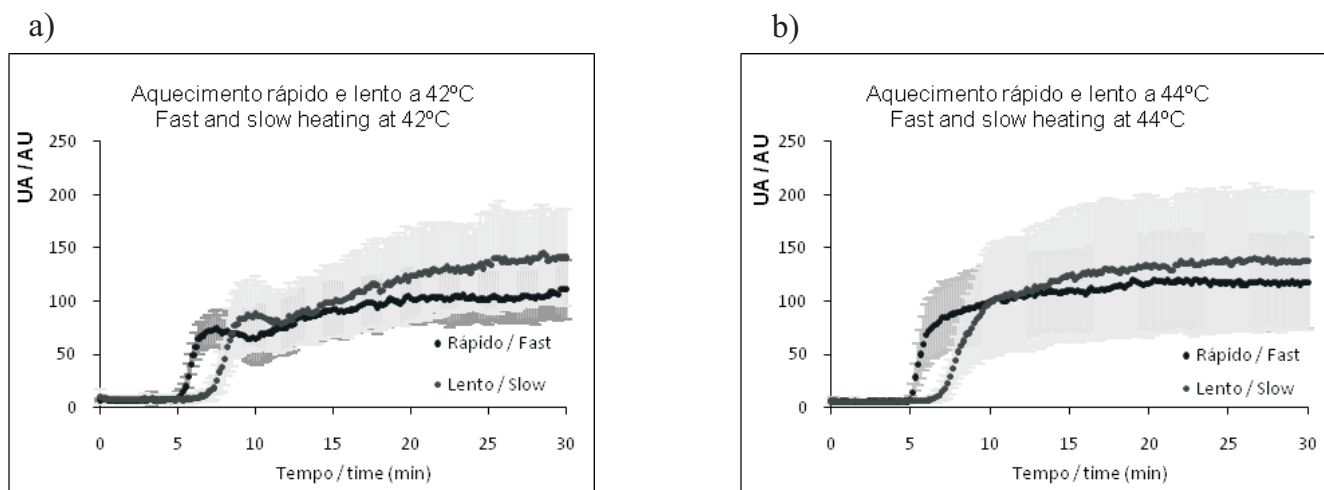 a)
Aquecimento rápido e lento a 42ºC
Fast and slow heating at 42ºC
UA / AU
250
200
150
100
50
0
Rápido / Fast
Lento / Slow
0 5 10 15 20 25 30
Tempo / time (min)
b)
Aquecimento rápido e lento a 44ºC
Fast and slow heating at 44ºC
UA / AU
250
200
150
100
50
0
Rápido / Fast
Lento / Slow
0 5 10 15 20 25 30
Tempo / time (min)